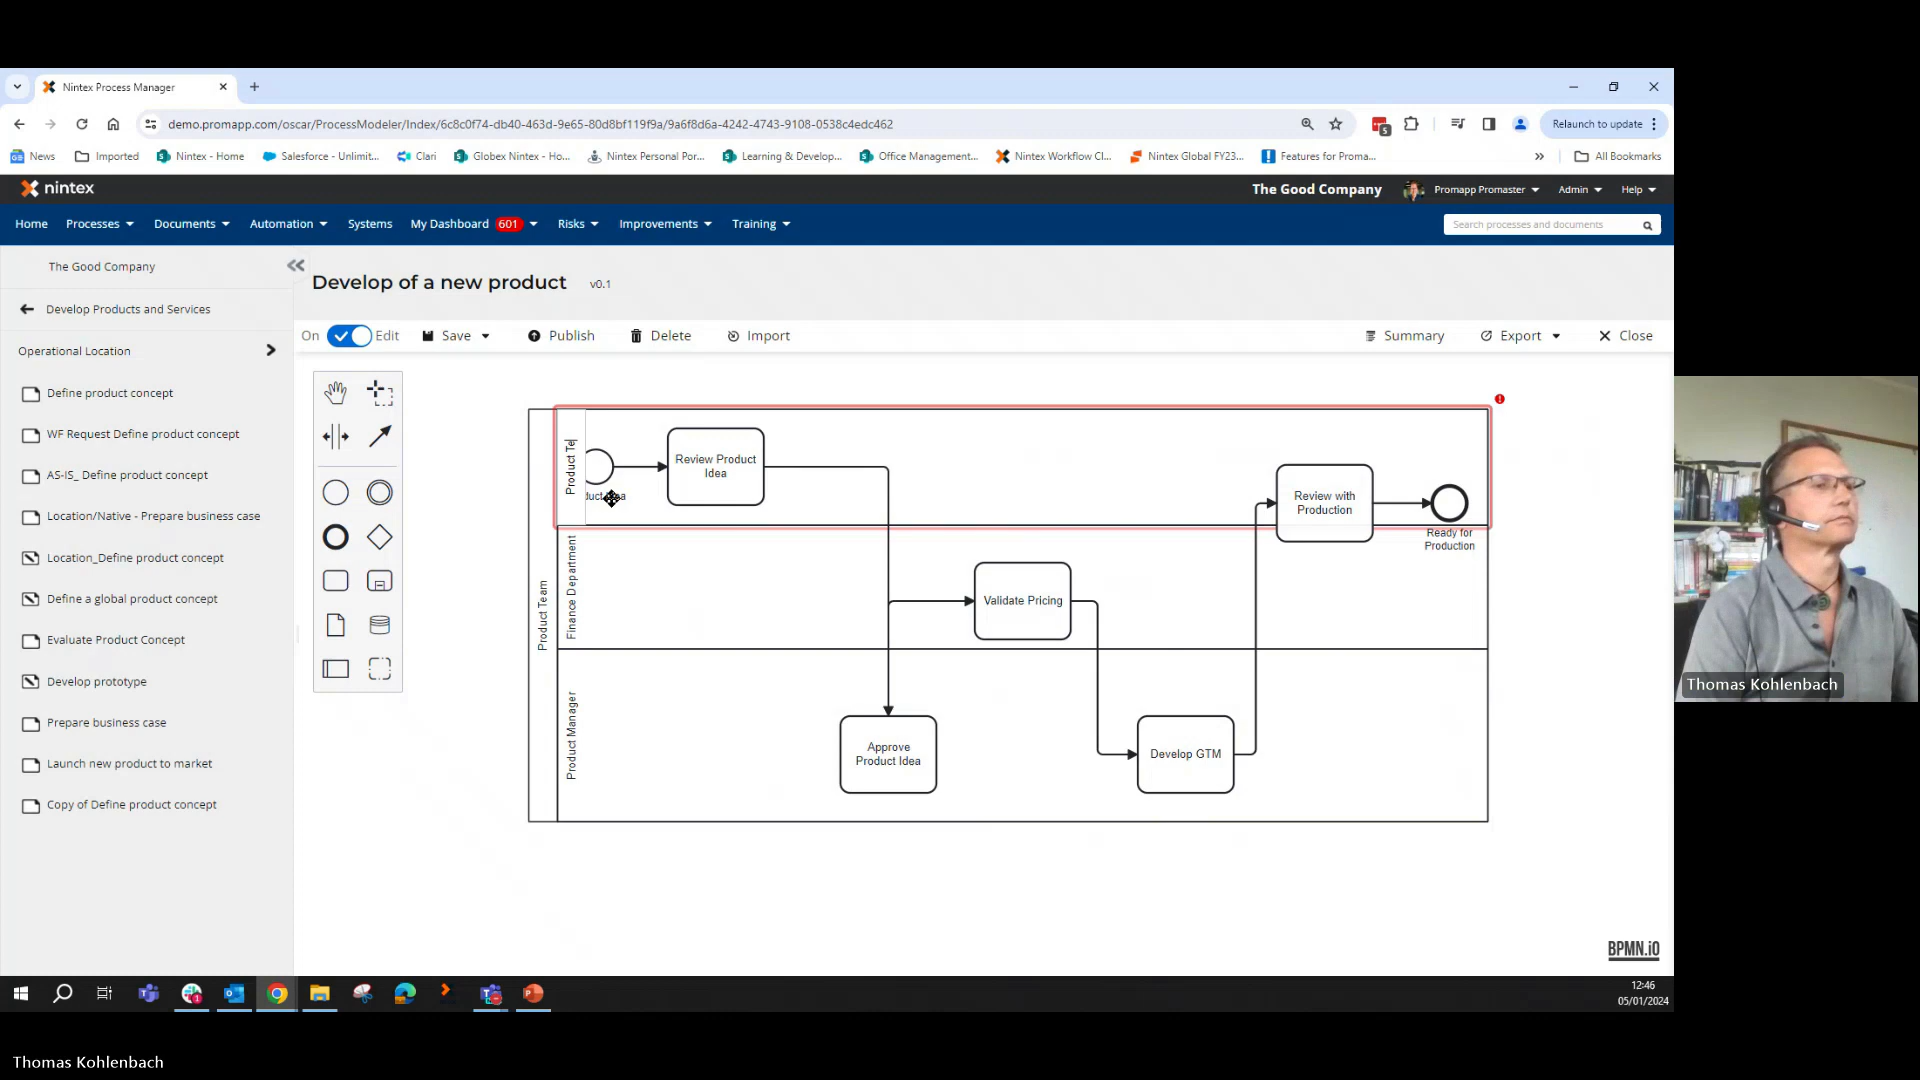 Nintex Process Manager
demo.promapp.com/oscar/ProcessModeler/Index/6c8c0f74-db40-463d-9e65-80d8bf119f9a/9a6f8d6a-4242-4743-9108-0538c4edc462
5
Relaunch to update
News
Imported
Nintex - Home
Salesforce - Unlimit...
Clari
Globex Nintex - Ho...
Nintex Personal Por...
Learning & Develop...
Office Management...
Nintex Workflow Cl...
Nintex Global FY23...
Features for Proma...
All Bookmarks
nintex
The Good Company
Promapp Promaster
Admin
Help
Home
Processes
Documents
Automation
Systems
My Dashboard 601
Risks
Improvements
Training
Search processes and documents
The Good Company
Develop Products and Services
Operational Location
Define product concept
WF Request Define product concept
AS-IS_ Define product concept
Location/Native - Prepare business case
Location_Define product concept
Define a global product concept
Evaluate Product Concept
Develop prototype
Prepare business case
Launch new product to market
Copy of Define product concept
Develop of a new product v0.1
On
Edit
Save
Publish
Delete
Import
Summary
Export
Close
Product Team
Product Te
Finance Department
Product Manager
Review Product
Idea
Review with
Production
Ready for
Production
Validate Pricing
Approve
Product Idea
Develop GTM
BPMN.iO
12:46
05/01/2024
Thomas Kohlenbach
Thomas Kohlenbach